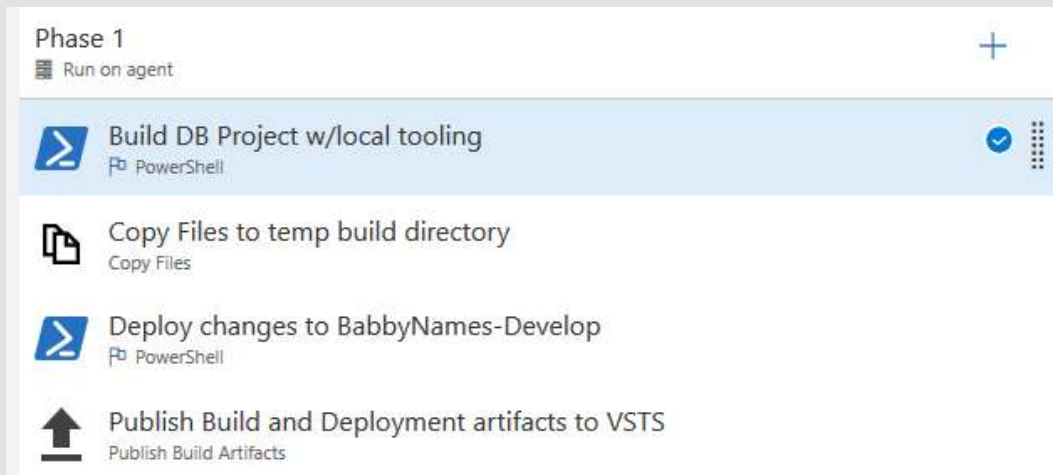 Phase 1
Run on agent
Build DB Project w/local tooling
PowerShell
Copy Files to temp build directory
Copy Files
Deploy changes to BabbyNames-Develop
PowerShell
Publish Build and Deployment artifacts to VSTS
Publish Build Artifacts